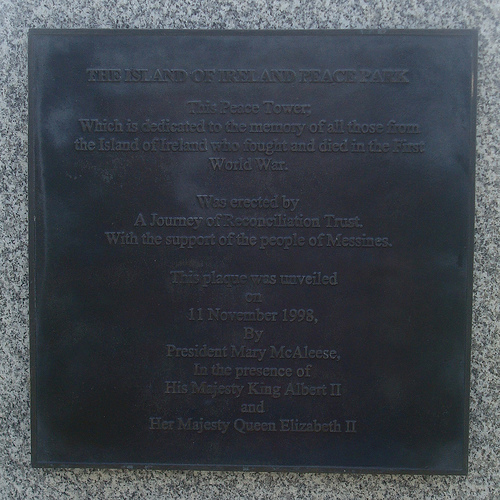 THE ISLAND OF IRELAND PEACE PARK
This Peace Tower,
Which is dedicated to the memory of all those from
the Island of Ireland who fought and died in the First
World War.
Was erected by
A Journey of Reconciliation Trust.
With the support of the people of Messines.
This plaque was unveiled
on
11 November 1998,
By
President Mary McAleese,
In the presence of
His Majesty King Albert II
and
Her Majesty Queen Elizabeth II